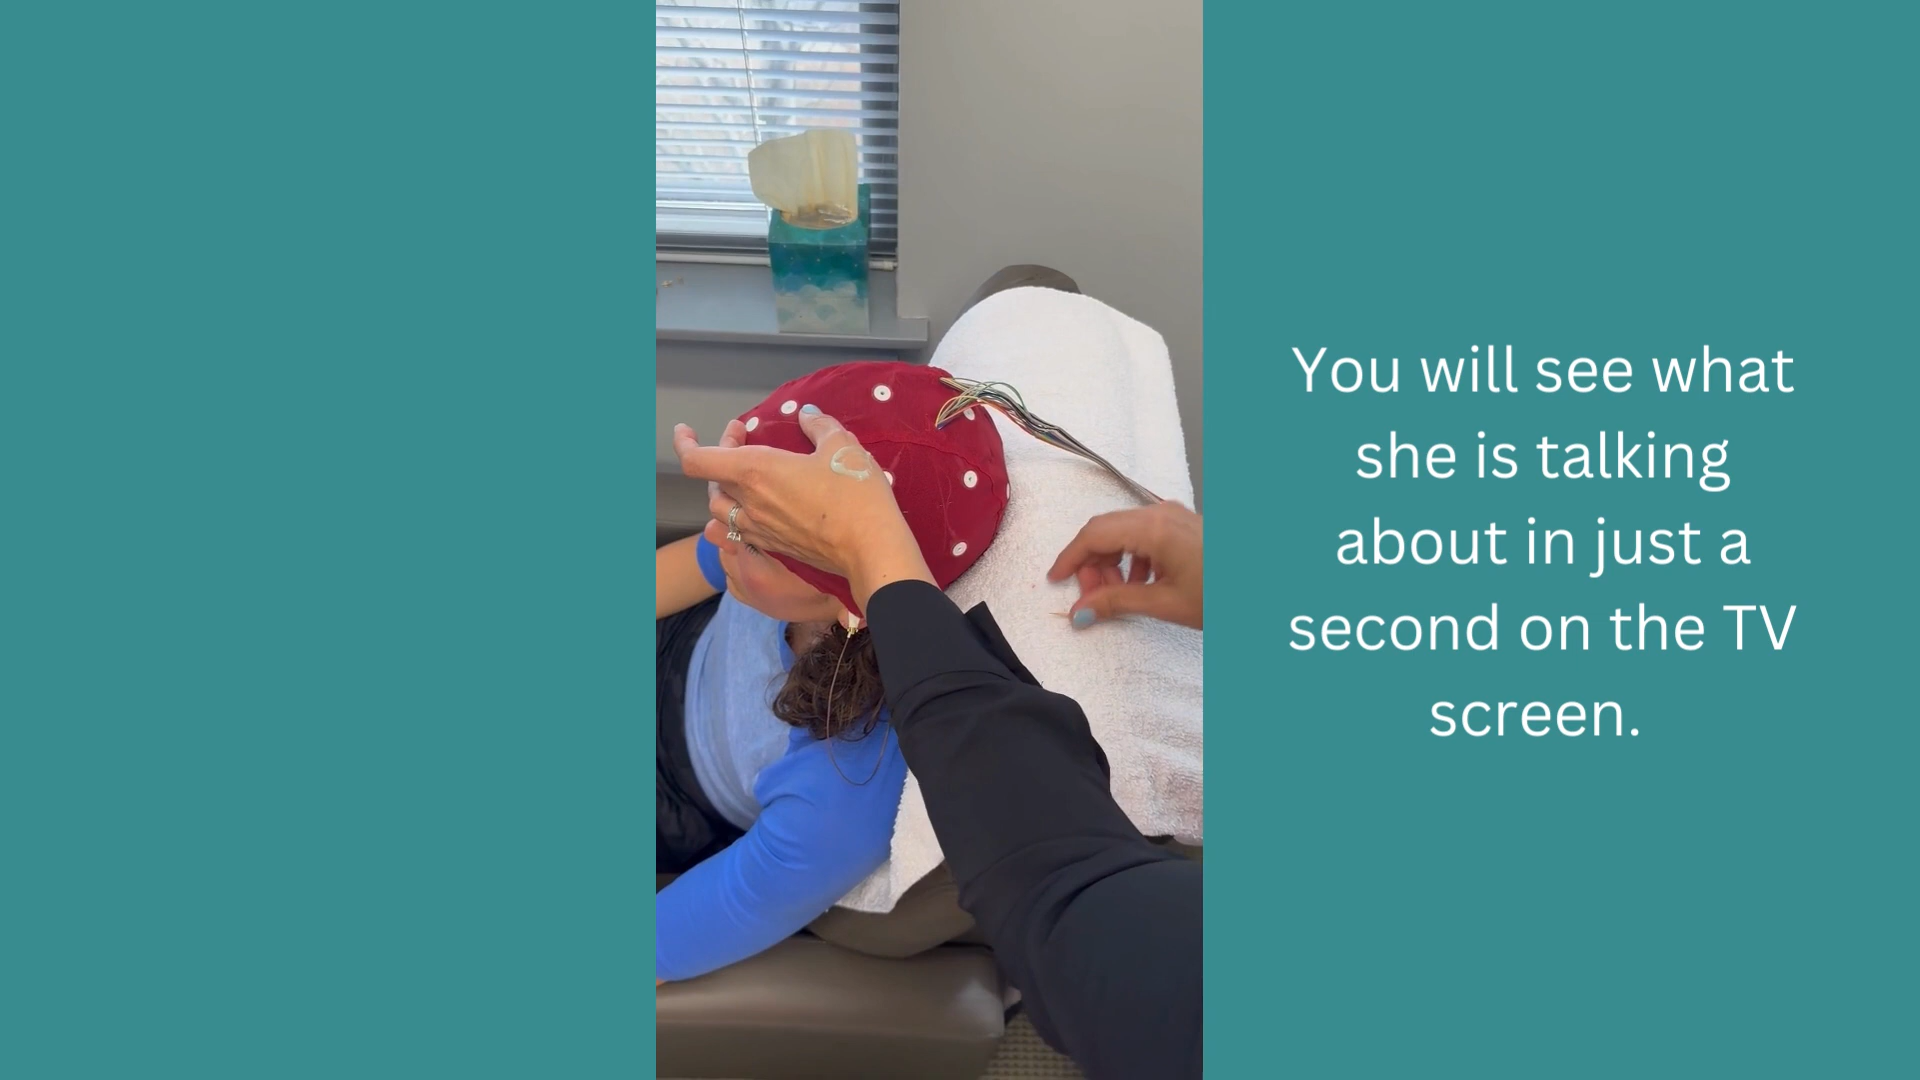 You will see what
she is talking
about in just a
second on the TV
screen.